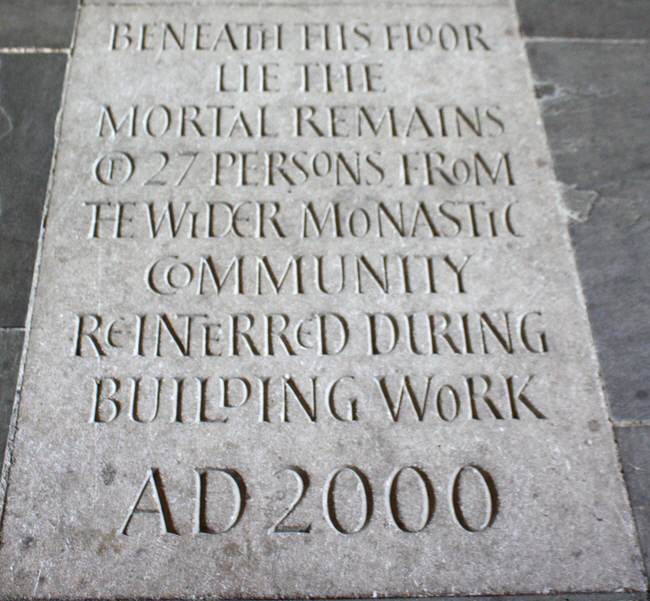 BENEATH THIS FLOOR
LIE THE
MORTAL REMAINS
OF 27 PERSONS FROM
THE WIDER MONASTIC
COMMUNITY
REINTERRED DURING
BUILDING WORK
AD 2000